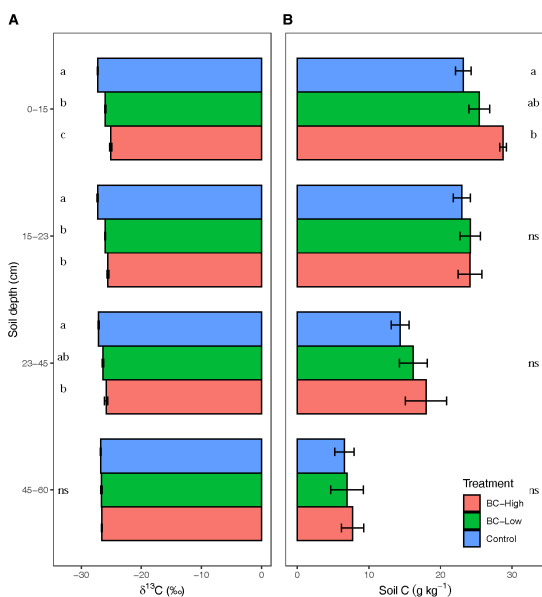 A
B
Soil depth (cm)
0−15
a
b
c
a
ab
b
15−23
a
b
b
ns
23−45
a
ab
b
ns
45−60
ns
ns
Treatment
BC−High
BC−Low
Control
−30 −20 −10 0
0 10 20 30
δ¹³C (‰)
Soil C (g kg⁻¹)